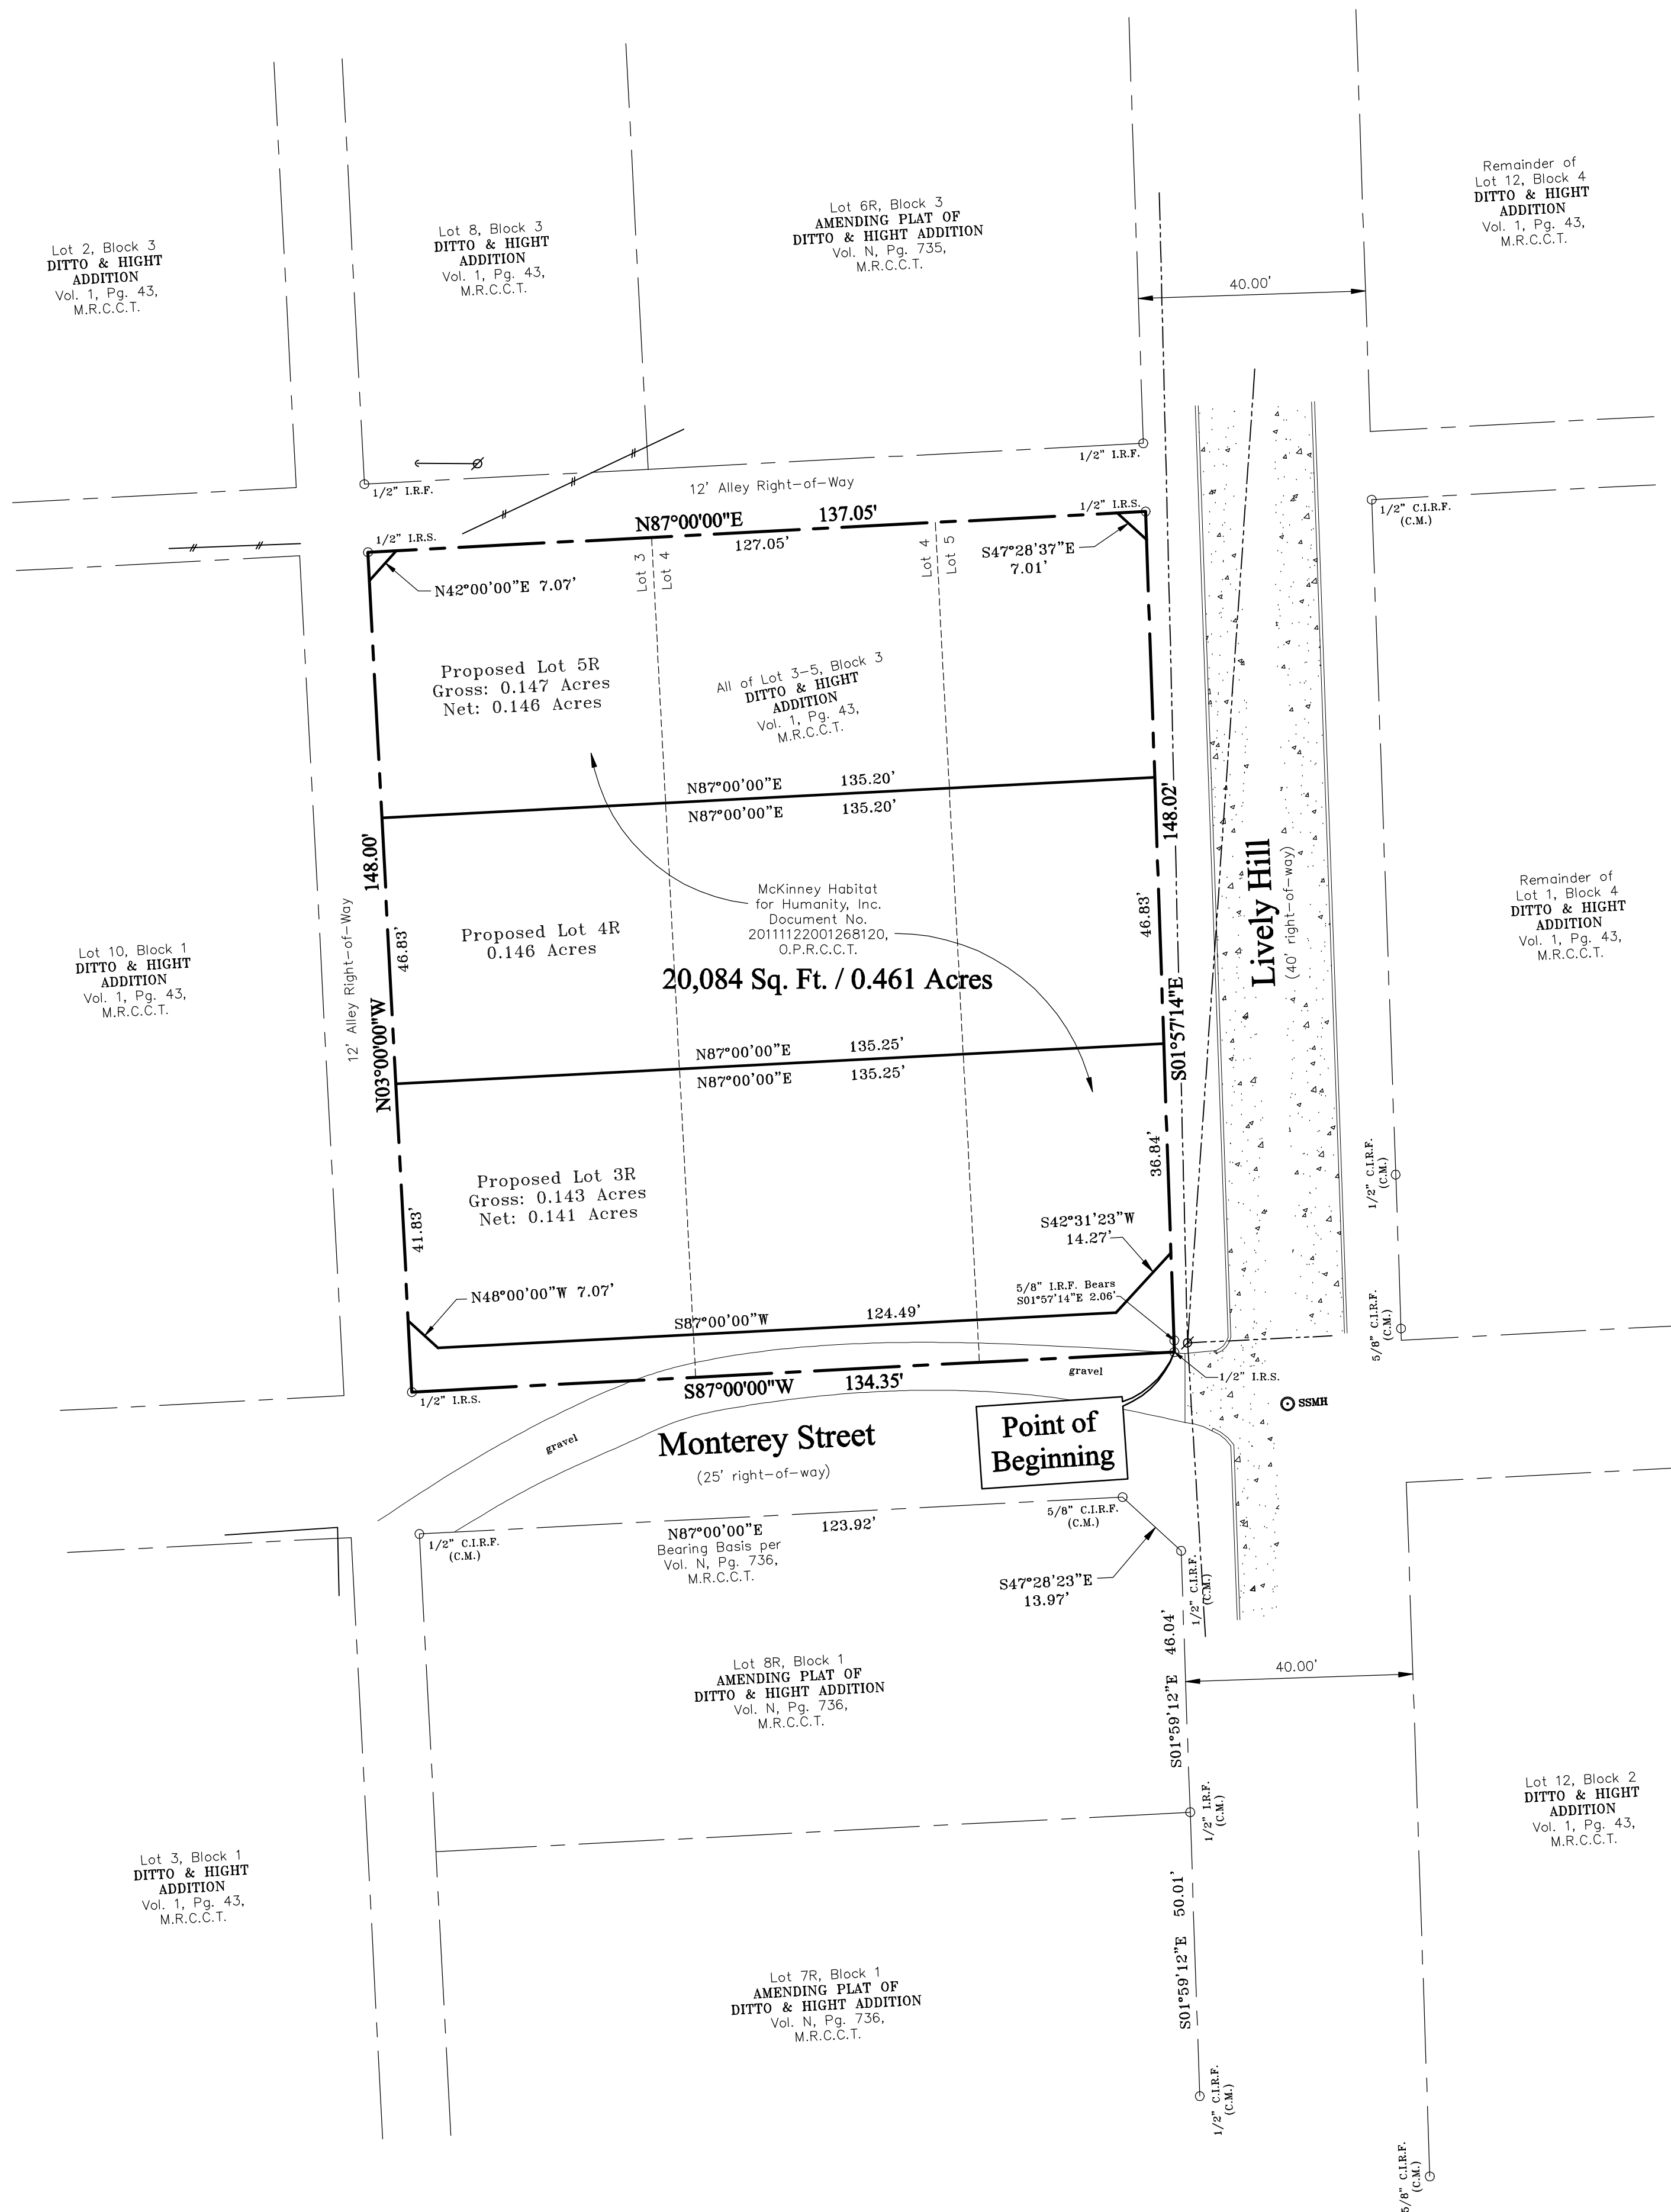 Remainder of
Lot 12, Block 4
DITTO & HIGHT
ADDITION
Vol. 1, Pg. 43,
M.R.C.C.T.
Lot 6R, Block 3
AMENDING PLAT OF
DITTO & HIGHT ADDITION
Vol. N, Pg. 735,
M.R.C.C.T.
Lot 8, Block 3
DITTO & HIGHT
ADDITION
Vol. 1, Pg. 43,
M.R.C.C.T.
Lot 2, Block 3
DITTO & HIGHT
ADDITION
Vol. 1, Pg. 43,
M.R.C.C.T.
40.00'
1/2" I.R.F.
1/2" I.R.F.
12' Alley Right-of-Way
1/2" I.R.S.
1/2" C.I.R.F.
(C.M.)
N87°00'00"E 137.05'
127.05'
1/2" I.R.S.
S47°28'37"E
7.01'
Lot 3
Lot 4
Lot 4
Lot 5
N42°00'00"E 7.07'
Proposed Lot 5R
Gross: 0.147 Acres
Net: 0.146 Acres
All of Lot 3-5, Block 3
DITTO & HIGHT
ADDITION
Vol. 1, Pg. 43,
M.R.C.C.T.
N87°00'00"E 135.20'
N87°00'00"E 135.20'
148.00'
148.02'
McKinney Habitat
for Humanity, Inc.
Document No.
20111122001268120,
O.P.R.C.C.T.
Proposed Lot 4R
0.146 Acres
20,084 Sq. Ft. / 0.461 Acres
46.83'
46.83'
12' Alley Right-of-Way
N03°00'00"W
S01°57'14"E
Lively Hill
(40' right-of-way)
Lot 10, Block 1
DITTO & HIGHT
ADDITION
Vol. 1, Pg. 43,
M.R.C.C.T.
Remainder of
Lot 1, Block 4
DITTO & HIGHT
ADDITION
Vol. 1, Pg. 43,
M.R.C.C.T.
N87°00'00"E 135.25'
N87°00'00"E 135.25'
36.84'
41.83'
Proposed Lot 3R
Gross: 0.143 Acres
Net: 0.141 Acres
S42°31'23"W
14.27'
1/2" C.I.R.F.
(C.M.)
5/8" C.I.R.F.
(C.M.)
5/8" I.R.F. Bears
S01°57'14"E 2.06'
N48°00'00"W 7.07'
S87°00'00"W 124.49'
gravel
1/2" I.R.S.
1/2" I.R.S.
S87°00'00"W 134.35'
SSMH
Point of
Beginning
Monterey Street
(25' right-of-way)
gravel
5/8" C.I.R.F.
(C.M.)
1/2" C.I.R.F.
(C.M.)
N87°00'00"E 123.92'
Bearing Basis per
Vol. N, Pg. 736,
M.R.C.C.T.
S47°28'23"E
13.97'
1/2" C.I.R.F.
(C.M.)
S01°59'12"E 46.04'
40.00'
Lot 8R, Block 1
AMENDING PLAT OF
DITTO & HIGHT ADDITION
Vol. N, Pg. 736,
M.R.C.C.T.
1/2" I.R.F.
(C.M.)
Lot 12, Block 2
DITTO & HIGHT
ADDITION
Vol. 1, Pg. 43,
M.R.C.C.T.
Lot 3, Block 1
DITTO & HIGHT
ADDITION
Vol. 1, Pg. 43,
M.R.C.C.T.
S01°59'12"E 50.01'
Lot 7R, Block 1
AMENDING PLAT OF
DITTO & HIGHT ADDITION
Vol. N, Pg. 736,
M.R.C.C.T.
1/2" C.I.R.F.
(C.M.)
5/8" C.I.R.F.
(C.M.)